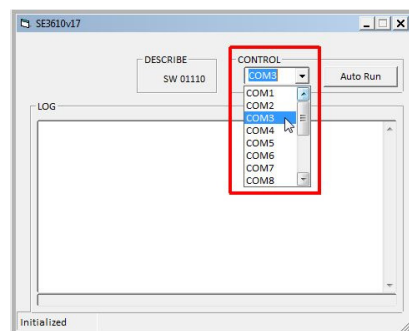 SE3610v17
DESCRIBE
SW 01110
CONTROL
COM3
Auto Run
COM1
COM2
COM3
COM4
COM5
COM6
COM7
COM8
LOG
Initialized